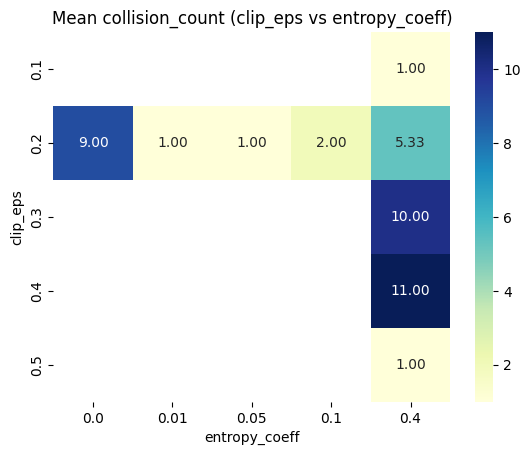 Mean collision_count (clip_eps vs entropy_coeff)
0.1
1.00
0.2
9.00 1.00 1.00 2.00 5.33
0.3
10.00
0.4
11.00
0.5
1.00
clip_eps
0.0 0.01 0.05 0.1 0.4
entropy_coeff
10
8
6
4
2